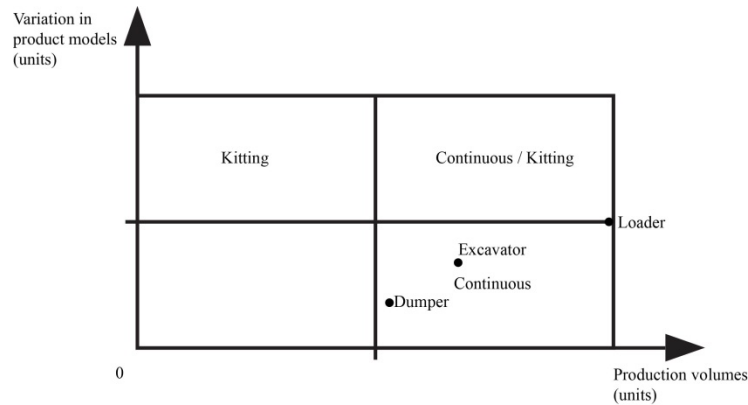 Variation in
product models
(units)
Kitting
Continuous / Kitting
Loader
Excavator
Continuous
Dumper
0
Production volumes
(units)